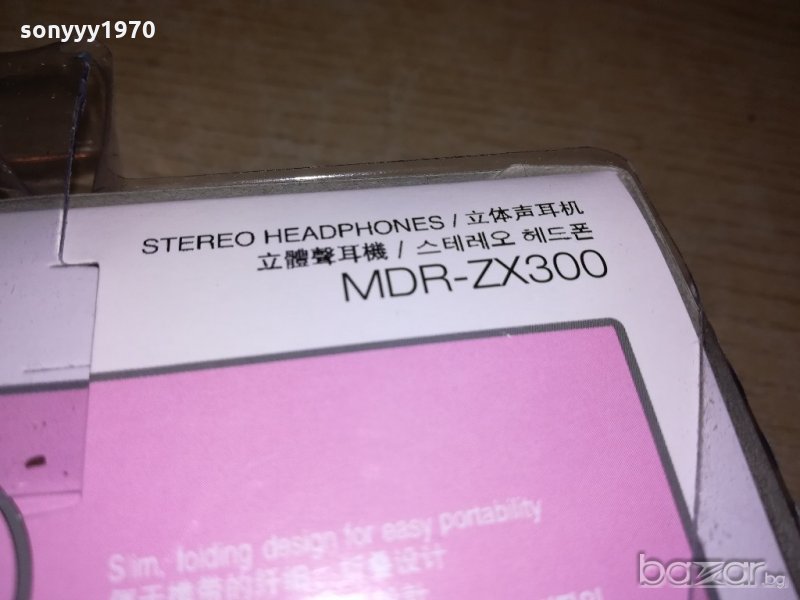 sonyyy1970
STEREO HEADPHONES / 立体声耳机
立體聲耳機 / 스테레오 헤드폰
MDR-ZX300
Slim, folding design for easy portability
bazar.bg